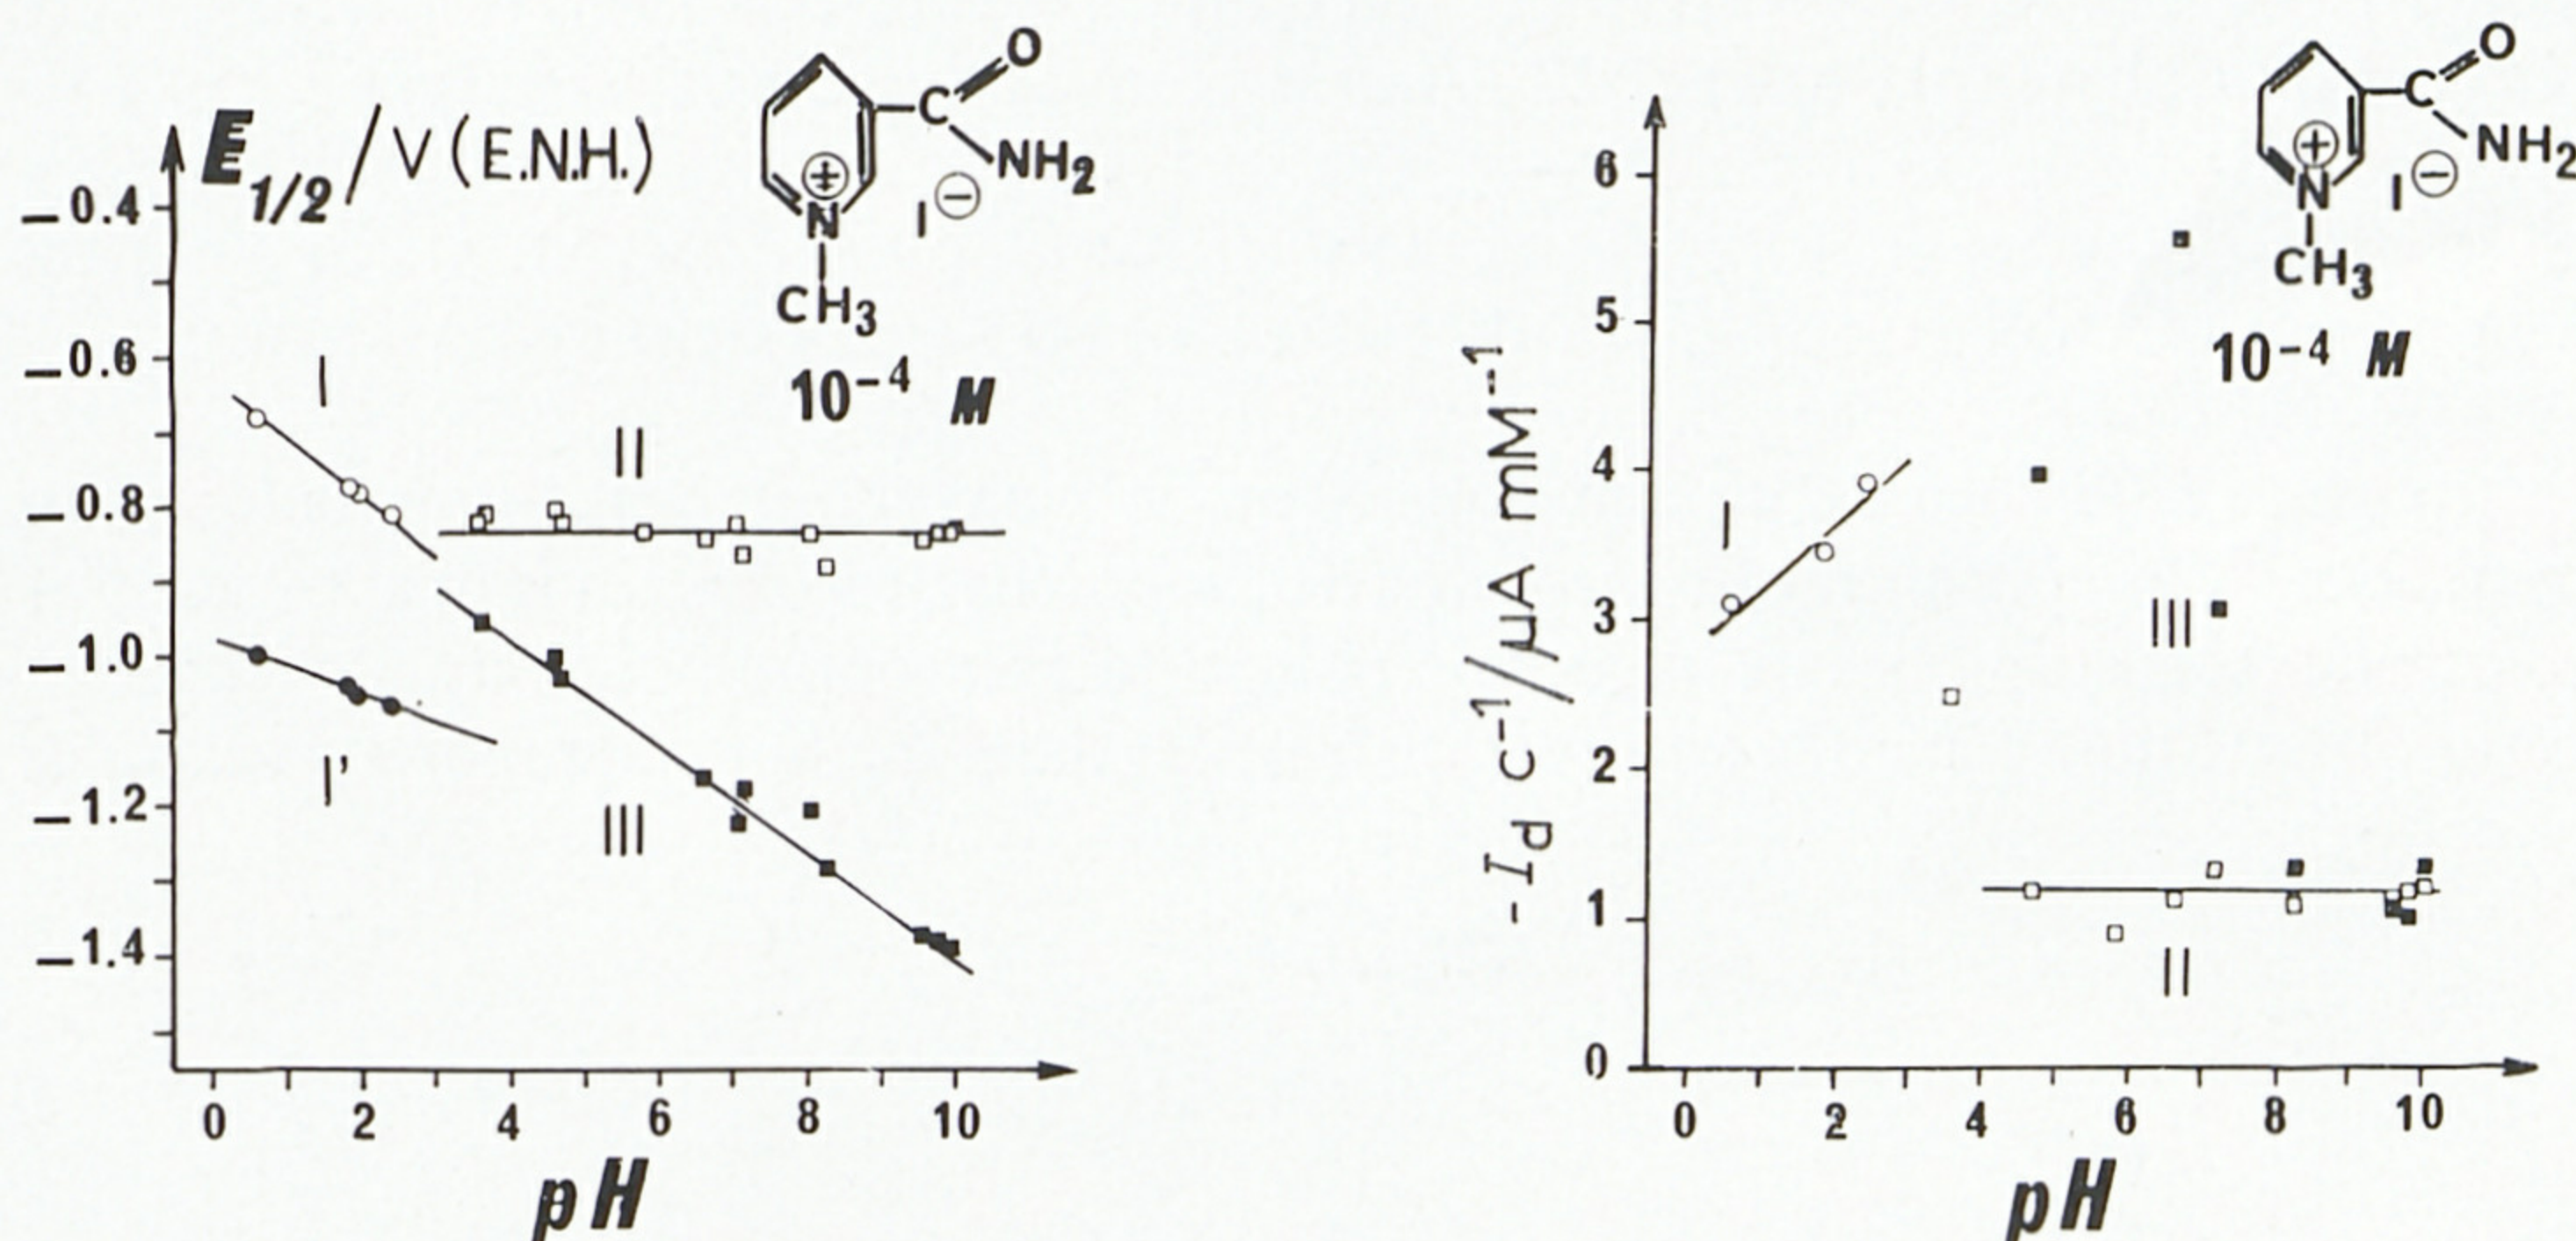 E1/2 / V (E.N.H.)
−0.4
−0.6
−0.8
−1.0
−1.2
−1.4
I
II
I'
III
C
O
NH2
N
+
I −
CH3
10−4 M
0 2 4 6 8 10
pH
- Id c−1 / µA mM−1
6
5
4
3
2
1
0
I
III
II
C
O
NH2
+
N
I −
CH3
10−4 M
0 2 4 6 8 10
pH